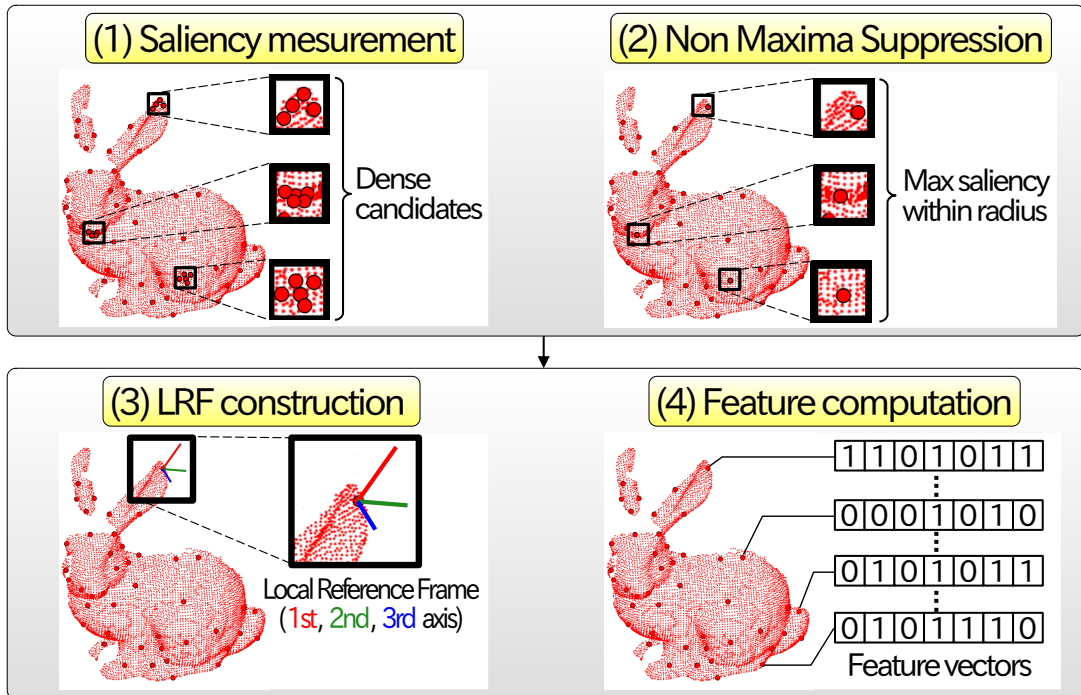 (1) Saliency mesurement
Dense
candidates
(2) Non Maxima Suppression
Max saliency
within radius
(3) LRF construction
Local Reference Frame
(1st, 2nd, 3rd axis)
(4) Feature computation
1 1 0 1 0 1 1
0 0 0 1 0 1 0
0 1 0 1 0 1 1
0 1 0 1 1 1 0
Feature vectors